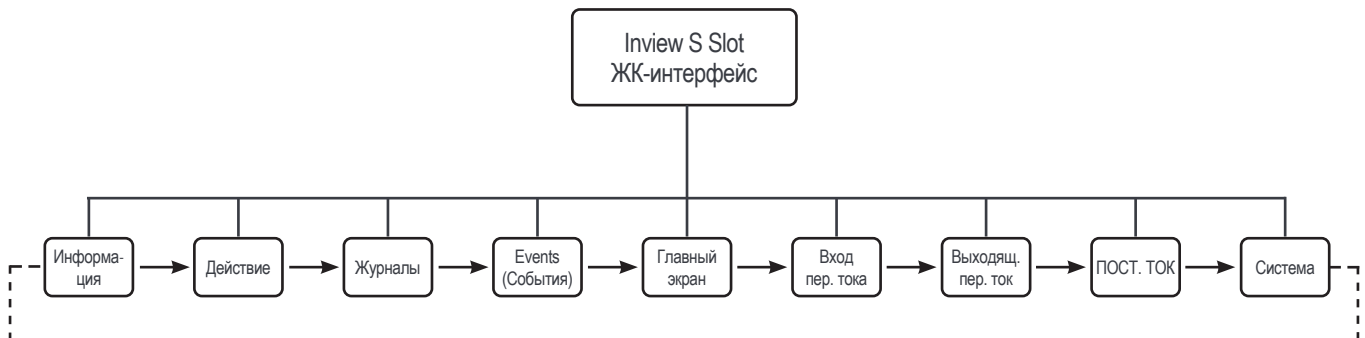 Inview S Slot
ЖК-интерфейс
Информа-
ция
Действие
Журналы
Events
(События)
Главный
экран
Вход
пер. тока
Выходящ.
пер. ток
ПОСТ. ТОК
Система